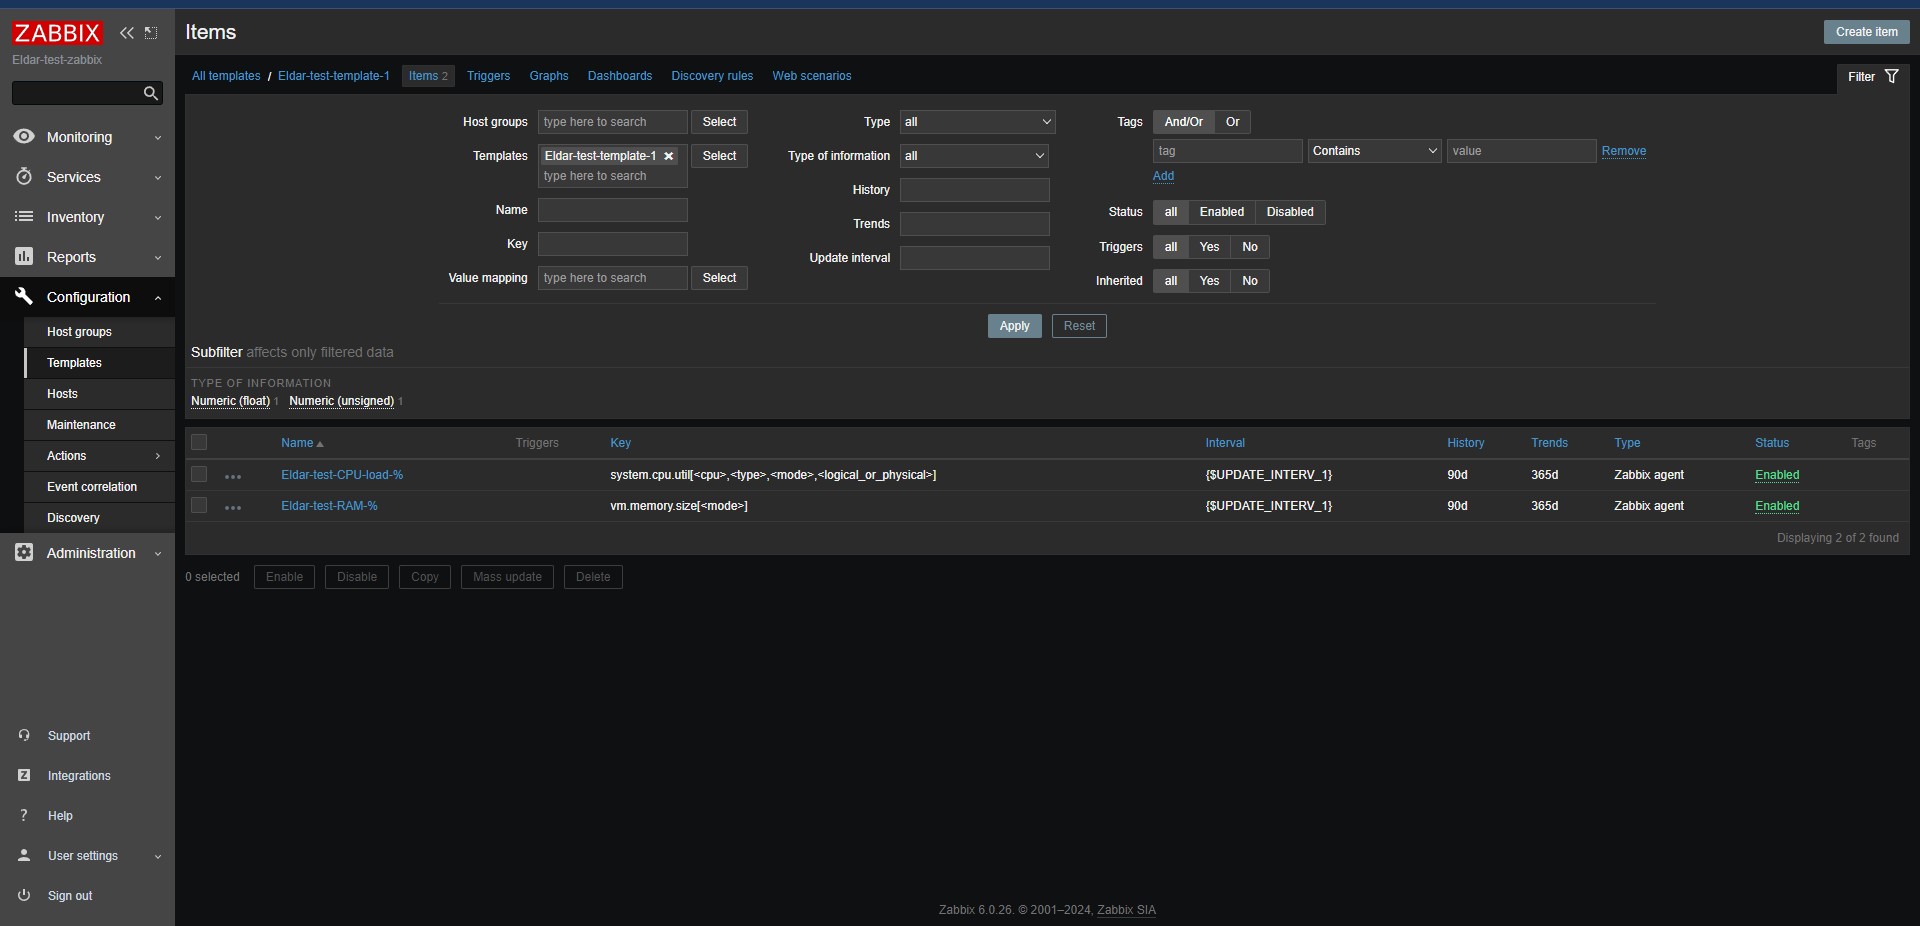 ZABBIX
Eldar-test-zabbix
Monitoring
Services
Inventory
Reports
Configuration
Host groups
Templates
Hosts
Maintenance
Actions
Event correlation
Discovery
Administration
Support
Integrations
Help
User settings
Sign out
Items
Create item
All templates / Eldar-test-template-1 Items 2 Triggers Graphs Dashboards Discovery rules Web scenarios
Filter
Host groups type here to search Select
Templates Eldar-test-template-1 Select
type here to search
Name
Key
Value mapping type here to search Select
Type all
Type of information all
History
Trends
Update interval
Tags And/Or Or
tag Contains value Remove
Add
Status all Enabled Disabled
Triggers all Yes No
Inherited all Yes No
Apply Reset
Subfilter affects only filtered data
TYPE OF INFORMATION
Numeric (float) 1 Numeric (unsigned) 1
Name Triggers Key Interval History Trends Type Status Tags
Eldar-test-CPU-load-% system.cpu.util[<cpu>,<type>,<mode>,<logical_or_physical>] {$UPDATE_INTERV_1} 90d 365d Zabbix agent Enabled
Eldar-test-RAM-% vm.memory.size[<mode>] {$UPDATE_INTERV_1} 90d 365d Zabbix agent Enabled
Displaying 2 of 2 found
0 selected Enable Disable Copy Mass update Delete
Zabbix 6.0.26. © 2001–2024, Zabbix SIA